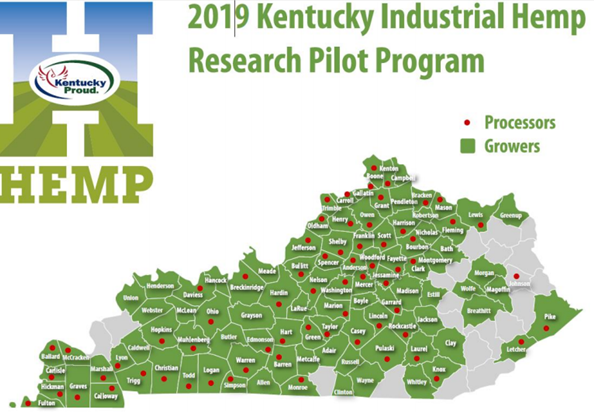 2019 Kentucky Industrial Hemp
Research Pilot Program
Kentucky
Proud.
HEMP
Processors
Growers
Kenton
Boone
Campbell
Gallatin
Carroll
Grant
Pendleton
Bracken
Mason
Trimble
Owen
Robertson
Lewis
Greenup
Oldham
Henry
Harrison
Fleming
Franklin
Scott
Nicholas
Jefferson
Shelby
Bourbon
Bath
Woodford
Fayette
Montgomery
Spencer
Anderson
Clark
Morgan
Johnson
Bullitt
Jessamine
Meade
Nelson
Mercer
Madison
Wolfe
Magoffin
Hancock
Washington
Estill
Henderson
Daviess
Breckinridge
Hardin
Marion
Boyle
Garrard
Breathitt
Pike
Union
Webster
McLean
Ohio
Grayson
LaRue
Lincoln
Jackson
Taylor
Casey
Rockcastle
Hopkins
Muhlenberg
Butler
Hart
Green
Clay
Letcher
Caldwell
Edmonson
Adair
Pulaski
Laurel
Ballard
McCracken
Lyon
Warren
Barren
Metcalfe
Russell
Knox
Marshall
Carlisle
Trigg
Christian
Todd
Logan
Simpson
Allen
Monroe
Clinton
Wayne
Whitley
Hickman
Graves
Calloway
Fulton